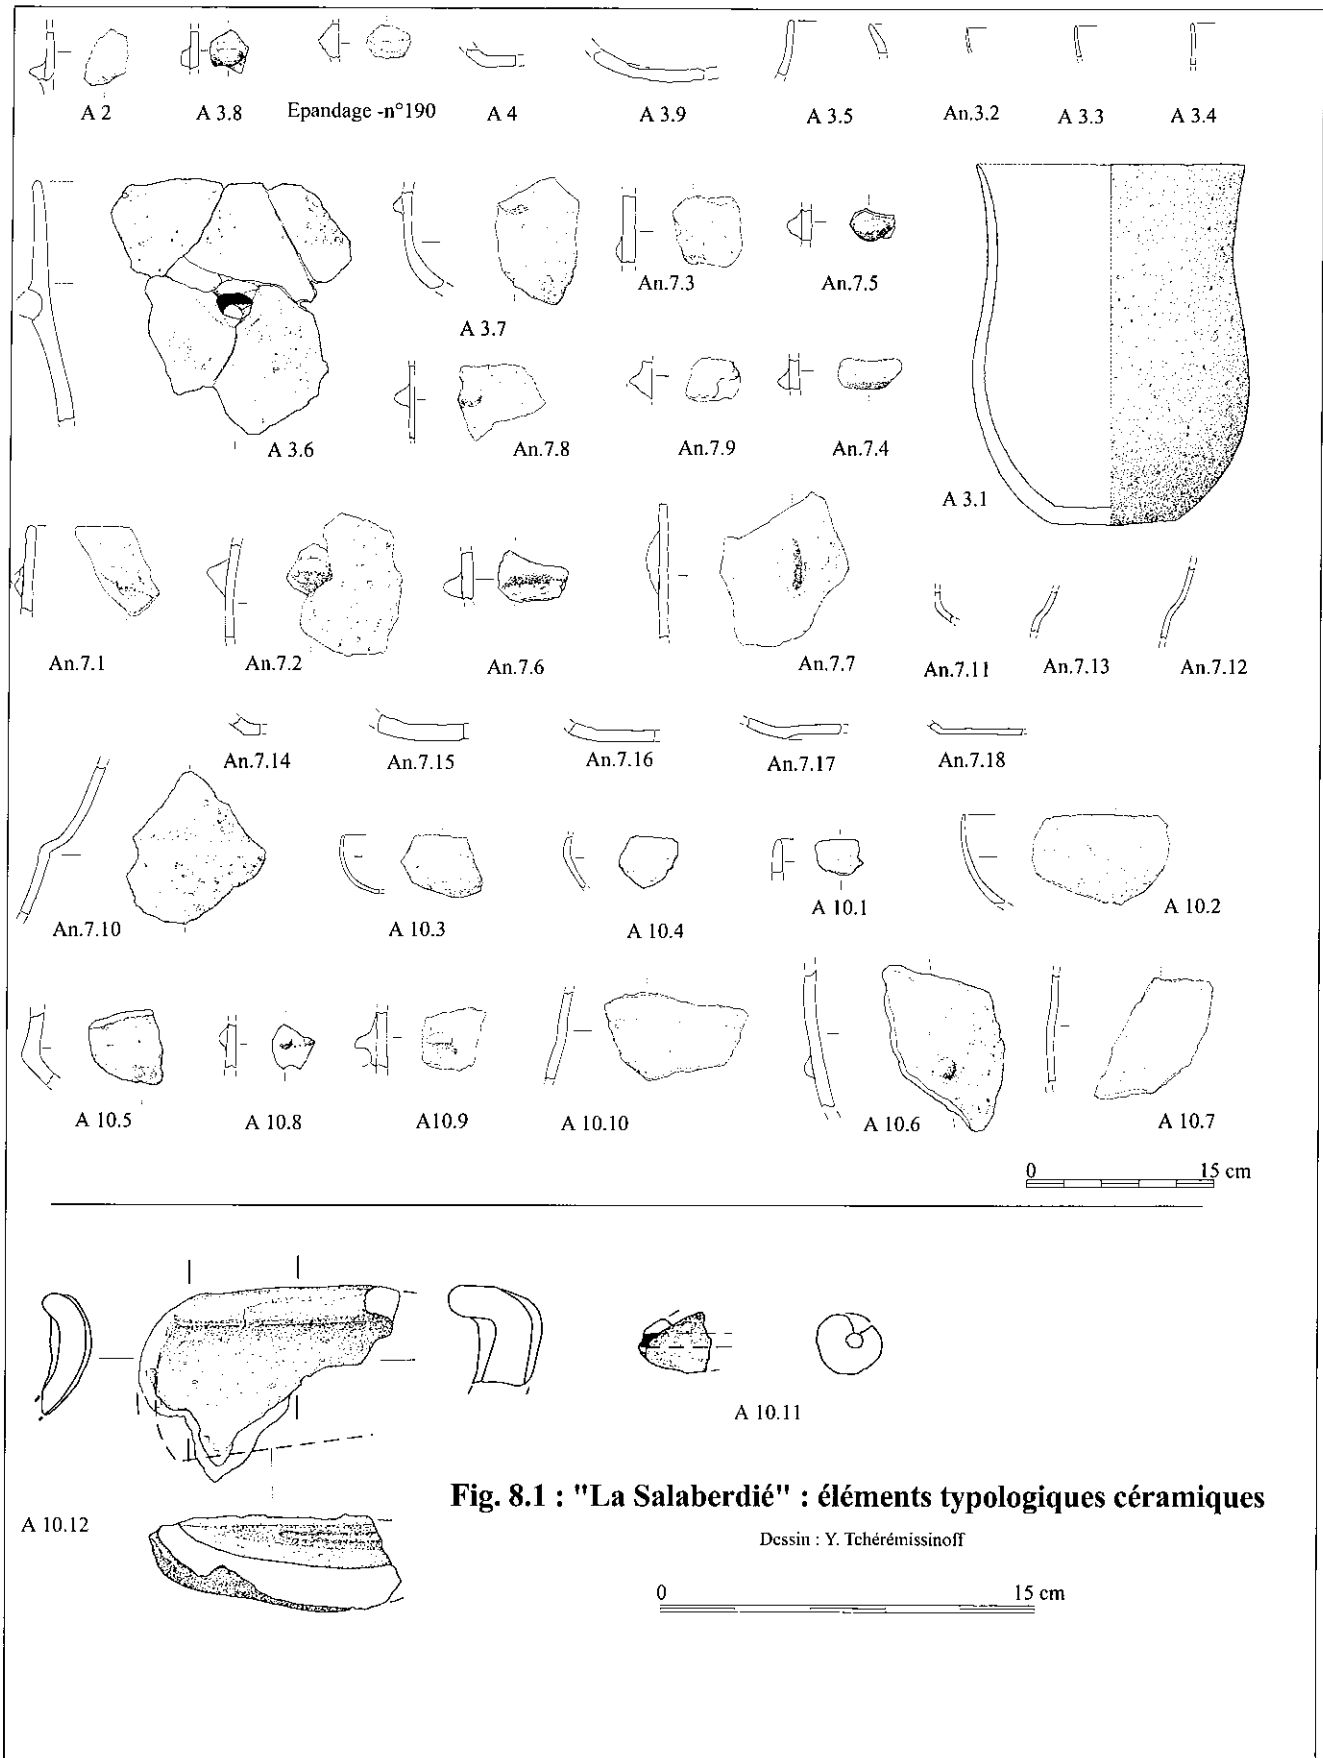 A 2 A 3.8 Epandage -n°190 A 4 A 3.9 A 3.5 An.3.2 A 3.3 A 3.4
A 3.6 A 3.7 An.7.3 An.7.5
An.7.8 An.7.9 An.7.4 A 3.1
An.7.1 An.7.2 An.7.6 An.7.7 An.7.11 An.7.13 An.7.12
An.7.14 An.7.15 An.7.16 An.7.17 An.7.18
An.7.10 A 10.3 A 10.4 A 10.1 A 10.2
A 10.5 A 10.8 A10.9 A 10.10 A 10.6 A 10.7
0 15 cm
A 10.11
A 10.12
Fig. 8.1 : "La Salaberdié" : éléments typologiques céramiques
Dessin : Y. Tchérémissinoff
0 15 cm